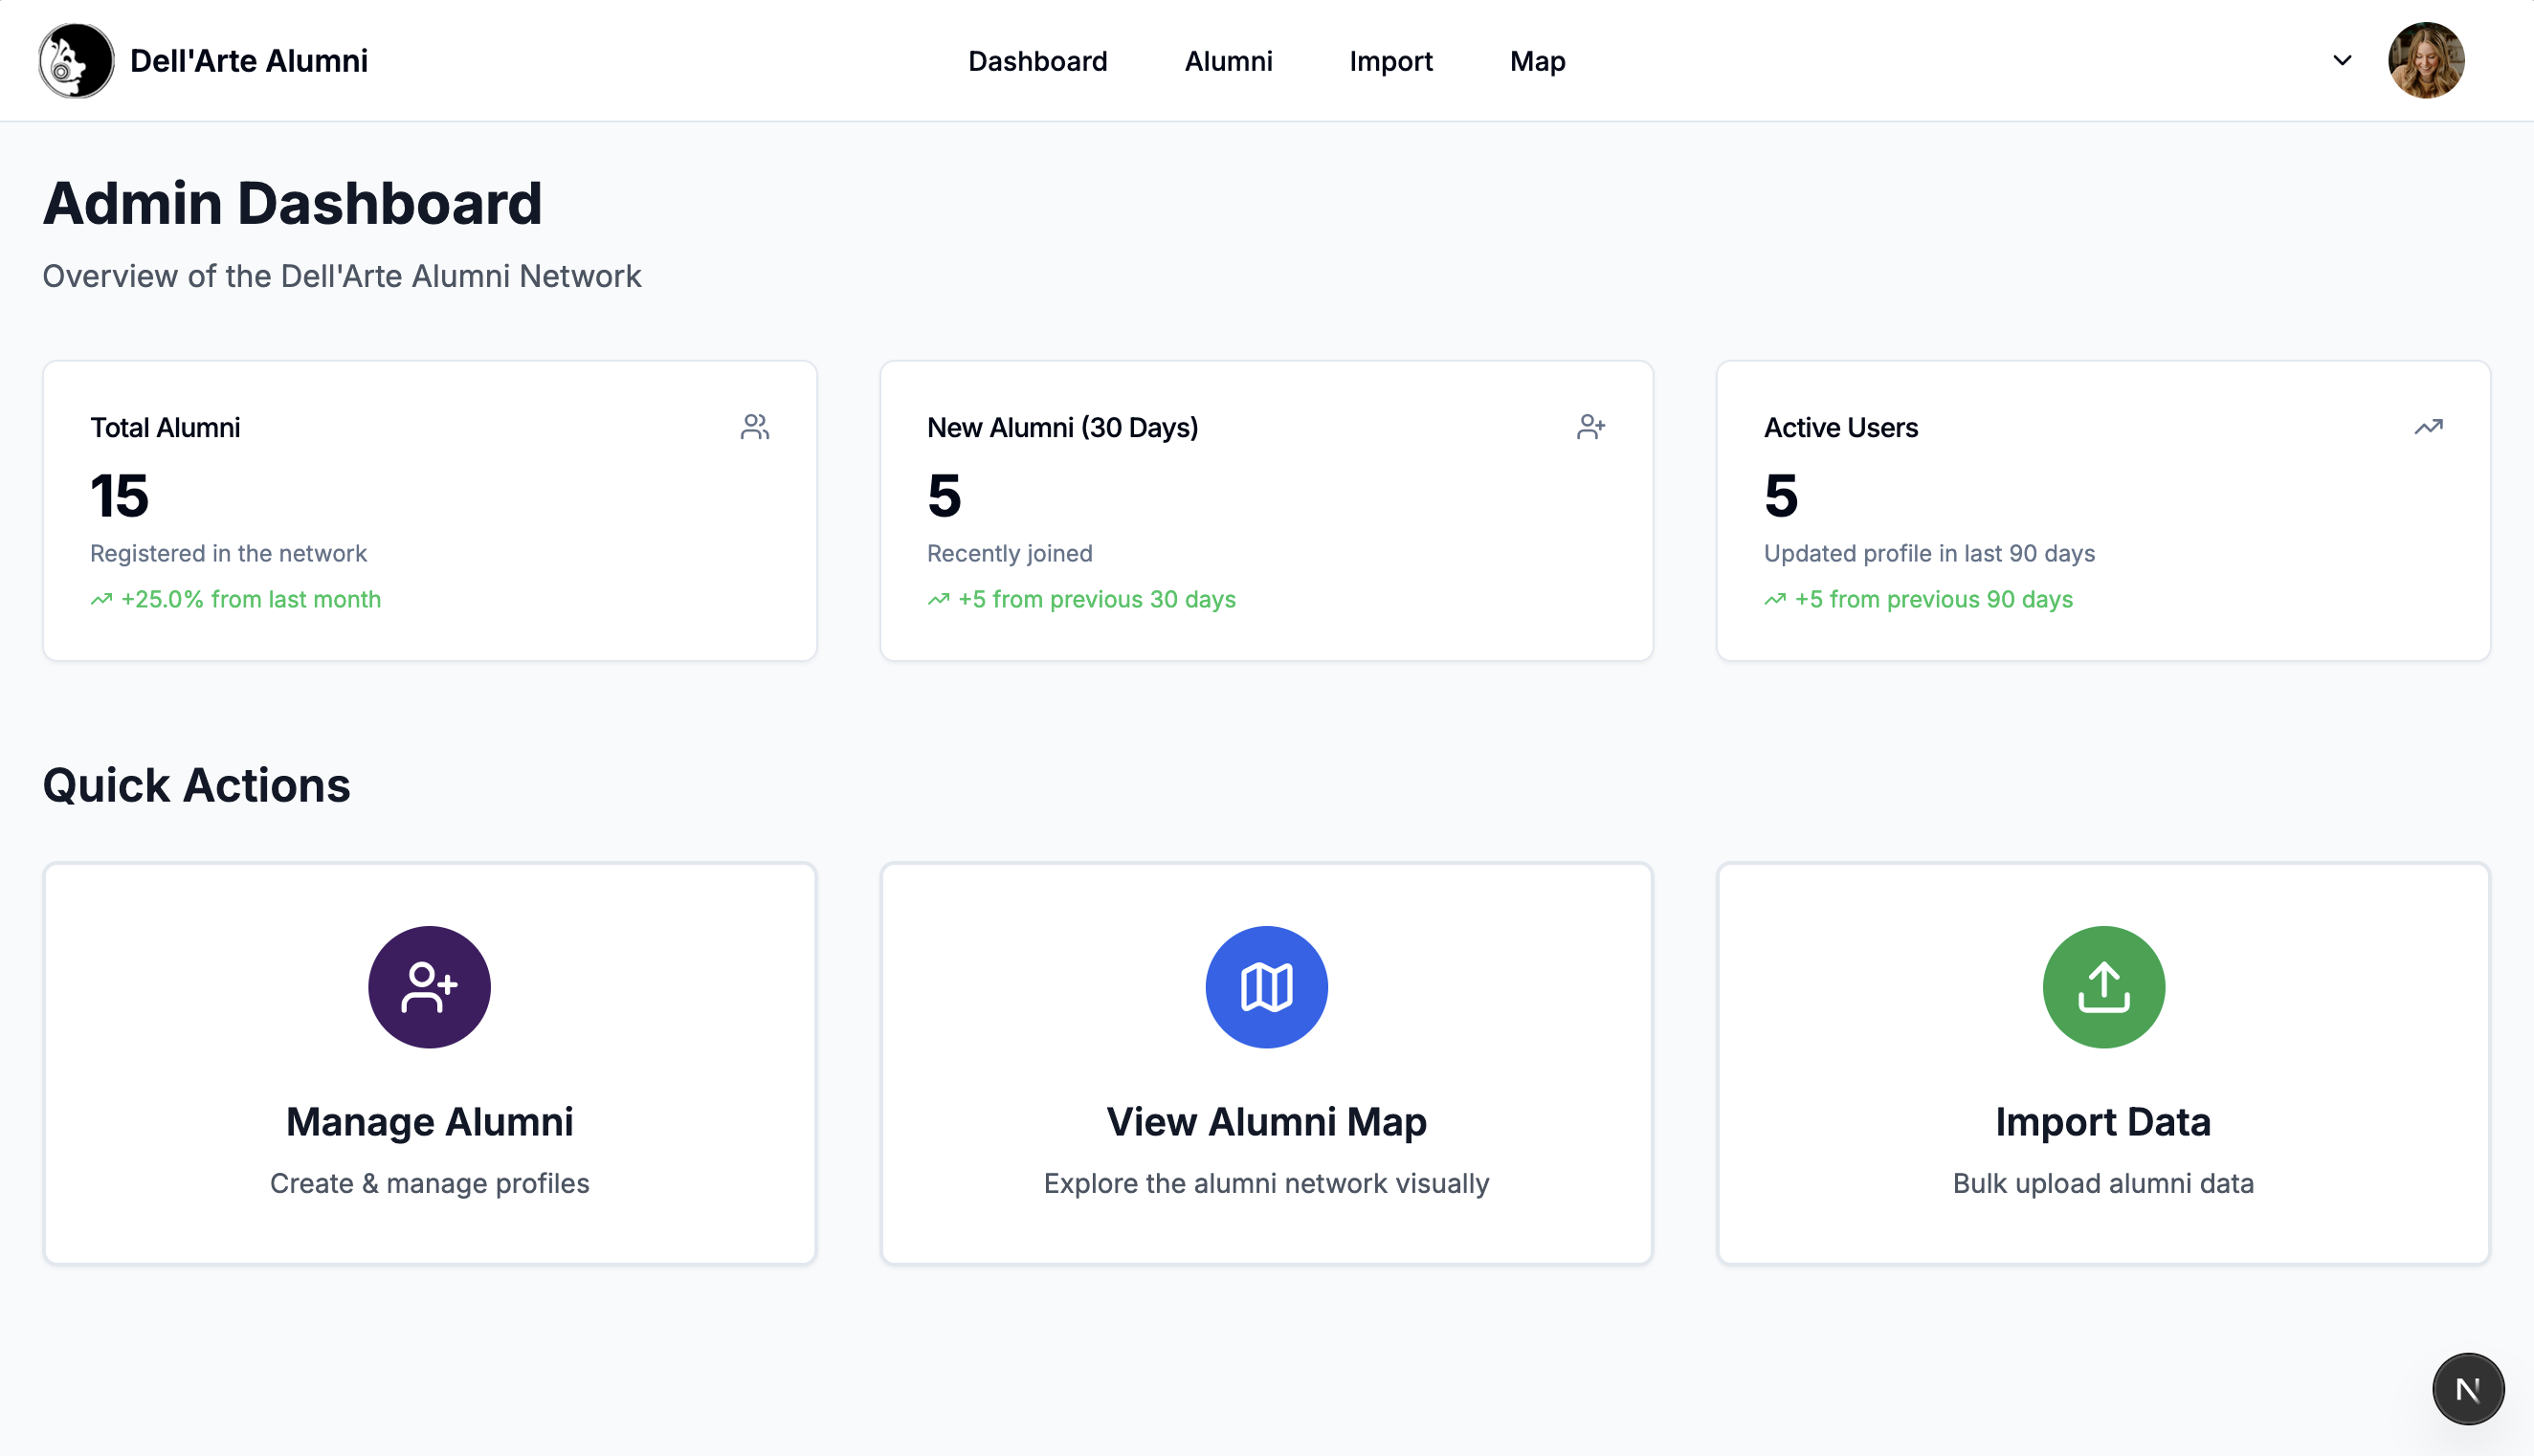 Dell'Arte Alumni
Dashboard
Alumni
Import
Map
Admin Dashboard
Overview of the Dell'Arte Alumni Network
Total Alumni
15
Registered in the network
+25.0% from last month
New Alumni (30 Days)
5
Recently joined
+5 from previous 30 days
Active Users
5
Updated profile in last 90 days
+5 from previous 90 days
Quick Actions
Manage Alumni
Create & manage profiles
View Alumni Map
Explore the alumni network visually
Import Data
Bulk upload alumni data
N